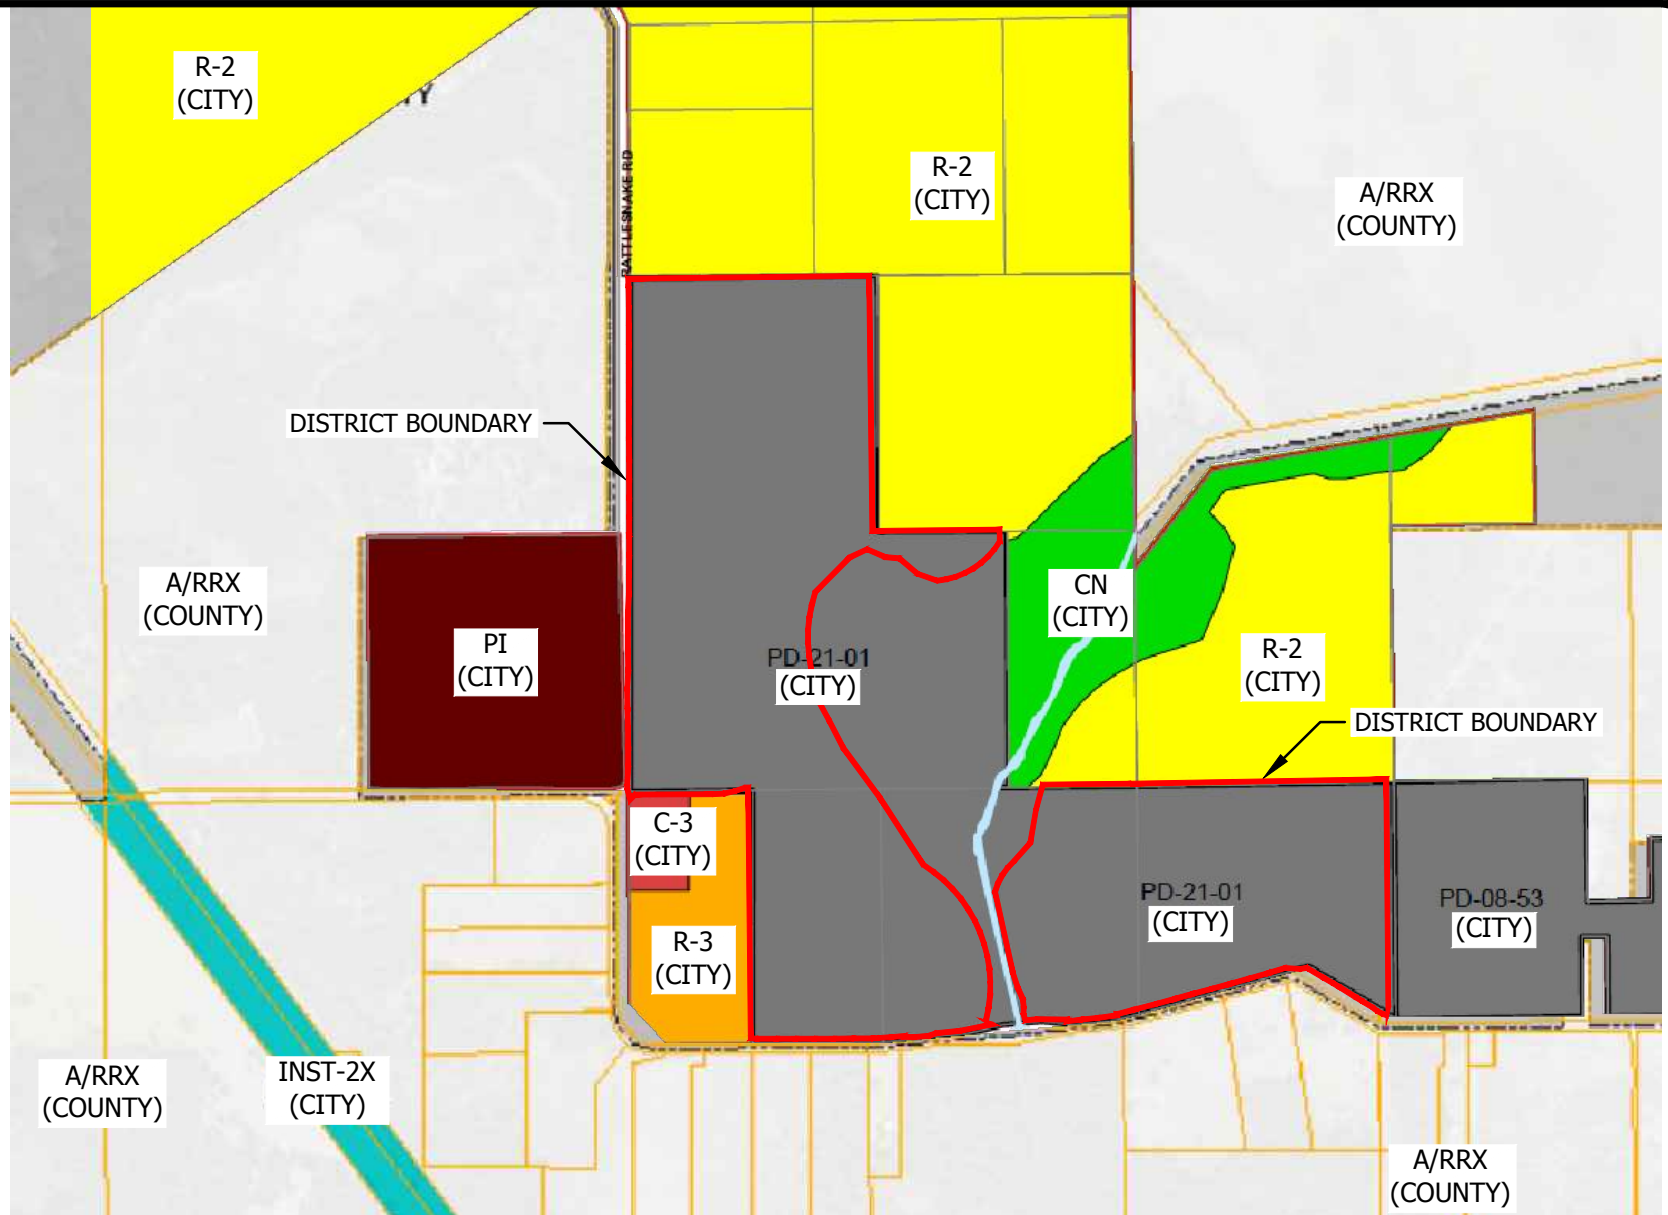 R-2
(CITY)
TY
RATTLESNAKE RD
R-2
(CITY)
A/RRX
(COUNTY)
DISTRICT BOUNDARY
A/RRX
(COUNTY)
PI
(CITY)
CN
(CITY)
PD-21-01
(CITY)
R-2
(CITY)
DISTRICT BOUNDARY
C-3
(CITY)
PD-21-01
(CITY)
PD-08-53
(CITY)
R-3
(CITY)
A/RRX
(COUNTY)
INST-2X
(CITY)
A/RRX
(COUNTY)